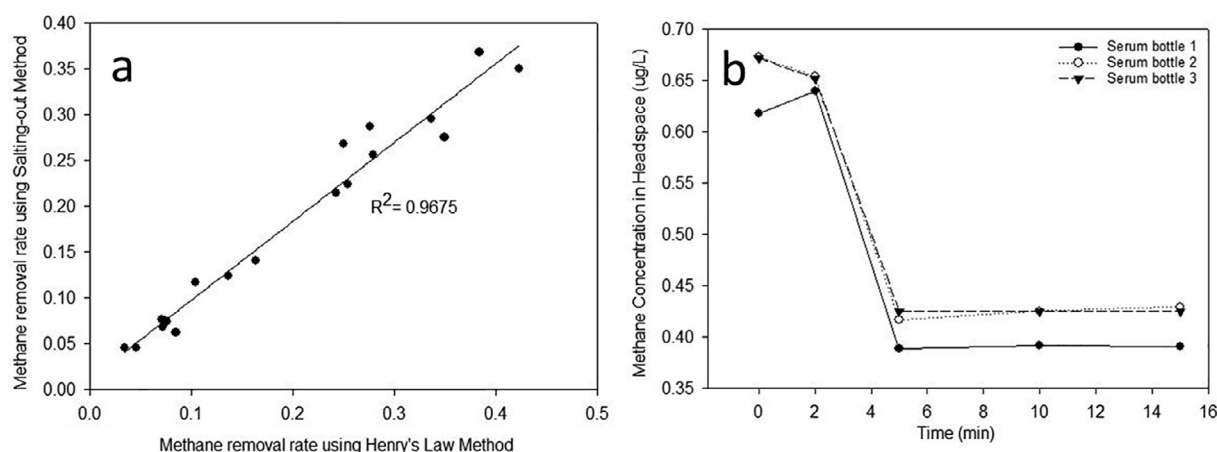 a
Methane removal rate using Salting-out Method
0.40
0.35
0.30
0.25
0.20
0.15
0.10
0.05
0.00
R2= 0.9675
0.0 0.1 0.2 0.3 0.4 0.5
Methane removal rate using Henry's Law Method
b
Methane Concentration in Headspace (ug/L)
0.70
0.65
0.60
0.55
0.50
0.45
0.40
0.35
Serum bottle 1
Serum bottle 2
Serum bottle 3
0 2 4 6 8 10 12 14 16
Time (min)